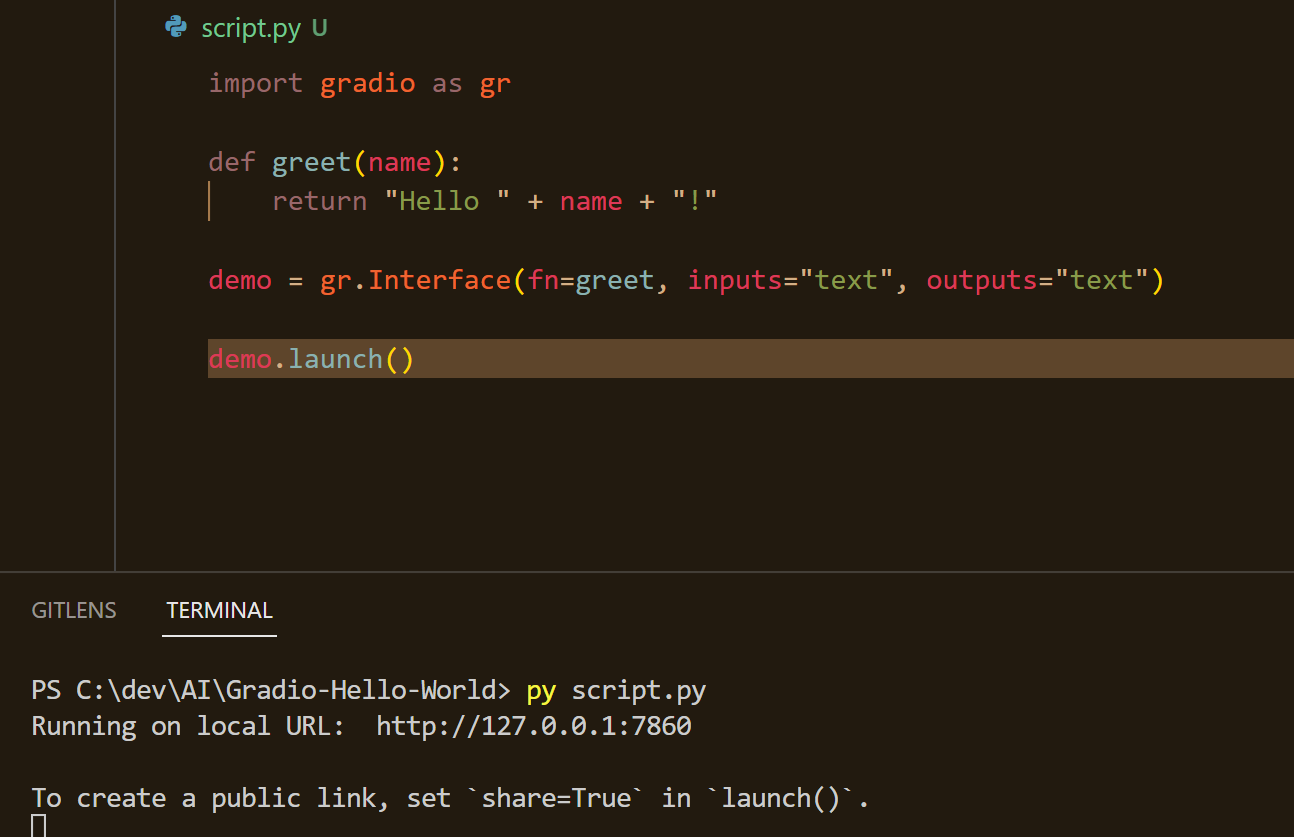 script.py U
import gradio as gr
def greet(name):
    return "Hello " + name + "!"
demo = gr.Interface(fn=greet, inputs="text", outputs="text")
demo.launch()
GITLENS TERMINAL
PS C:\dev\AI\Gradio-Hello-World> py script.py
Running on local URL:  http://127.0.0.1:7860
To create a public link, set `share=True` in `launch()`.